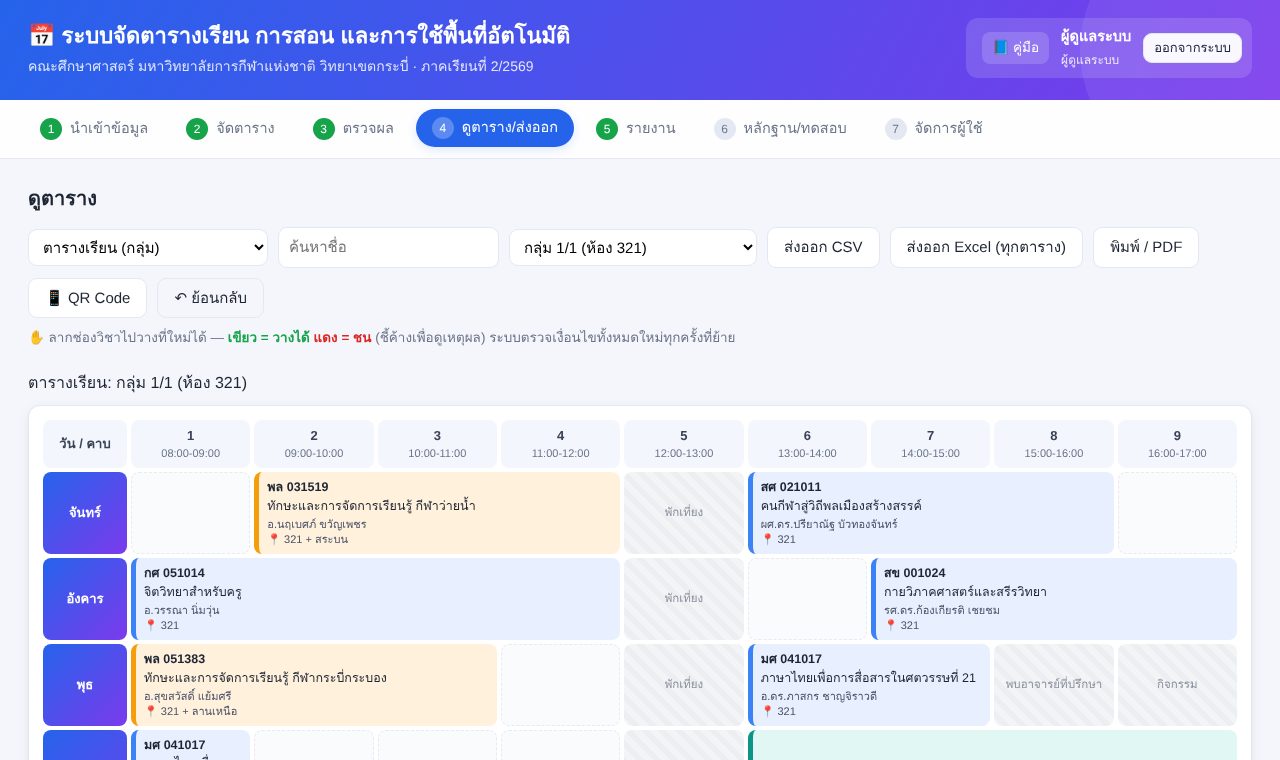 📅 ระบบจัดตารางเรียน การสอน และการใช้พื้นที่อัตโนมัติ
คณะศึกษาศาสตร์ มหาวิทยาลัยการกีฬาแห่งชาติ วิทยาเขตกระบี่ · ภาคเรียนที่ 2/2569
📘 คู่มือ
ผู้ดูแลระบบ
ผู้ดูแลระบบ
ออกจากระบบ
1 นำเข้าข้อมูล
2 จัดตาราง
3 ตรวจผล
4 ดูตาราง/ส่งออก
5 รายงาน
6 หลักฐาน/ทดสอบ
7 จัดการผู้ใช้
ดูตาราง
ตารางเรียน (กลุ่ม)
ค้นหาชื่อ
กลุ่ม 1/1 (ห้อง 321)
ส่งออก CSV
ส่งออก Excel (ทุกตาราง)
พิมพ์ / PDF
📱 QR Code
↶ ย้อนกลับ
✋ ลากช่องวิชาไปวางที่ใหม่ได้ — เขียว = วางได้ แดง = ชน (ชี้ค้างเพื่อดูเหตุผล) ระบบตรวจเงื่อนไขทั้งหมดใหม่ทุกครั้งที่ย้าย
ตารางเรียน: กลุ่ม 1/1 (ห้อง 321)
วัน / คาบ
1
08:00-09:00
2
09:00-10:00
3
10:00-11:00
4
11:00-12:00
5
12:00-13:00
6
13:00-14:00
7
14:00-15:00
8
15:00-16:00
9
16:00-17:00
จันทร์
พล 031519
ทักษะและการจัดการเรียนรู้ กีฬาว่ายน้ำ
อ.นฤเบศภ์ ขวัญเพชร
📍 321 + สระบน
พักเที่ยง
สศ 021011
คนกีฬาสู่วิถีพลเมืองสร้างสรรค์
ผศ.ดร.ปรียาณัฐ บัวทองจันทร์
📍 321
อังคาร
กศ 051014
จิตวิทยาสำหรับครู
อ.วรรณา นิ่มวุ่น
📍 321
พักเที่ยง
สข 001024
กายวิภาคศาสตร์และสรีรวิทยา
รศ.ดร.ก้องเกียรติ เชยชม
📍 321
พุธ
พล 051383
ทักษะและการจัดการเรียนรู้ กีฬากระบี่กระบอง
อ.สุขสวัสดิ์ แย้มศรี
📍 321 + ลานเหนือ
พักเที่ยง
มศ 041017
ภาษาไทยเพื่อการสื่อสารในศตวรรษที่ 21
อ.ดร.ภาสกร ชาญจิราวดี
📍 321
พบอาจารย์ที่ปรึกษา
กิจกรรม
มศ 041017